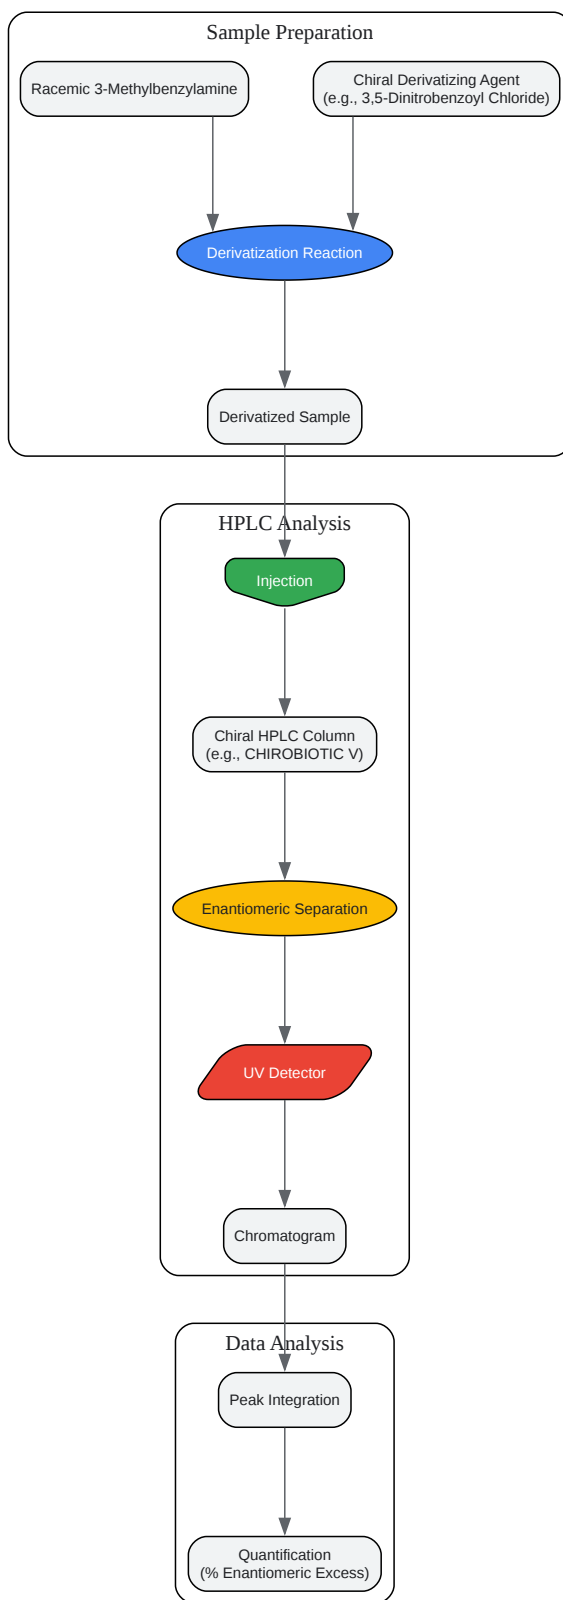 Sample Preparation
Racemic 3-Methylbenzylamine
Chiral Derivatizing Agent
(e.g., 3,5-Dinitrobenzoyl Chloride)
Derivatization Reaction
Derivatized Sample
HPLC Analysis
Injection
Chiral HPLC Column
(e.g., CHIROBIOTIC V)
Enantiomeric Separation
UV Detector
Chromatogram
Data Analysis
Peak Integration
Quantification
(% Enantiomeric Excess)